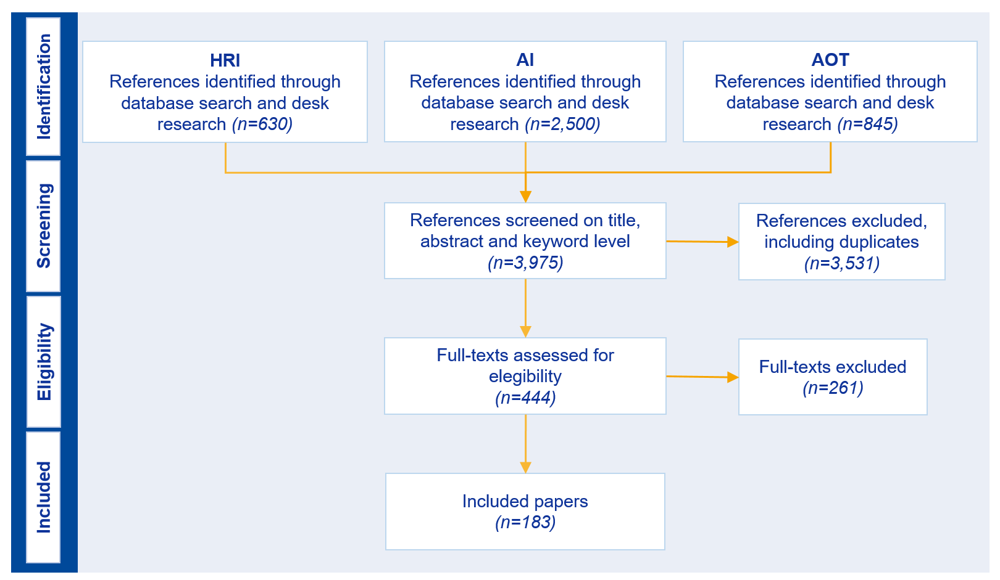 Identification
HRI
References identified through
database search and desk
research (n=630)
AI
References identified through
database search and desk
research (n=2,500)
AOT
References identified through
database search and desk
research (n=845)
Screening
References screened on title,
abstract and keyword level
(n=3,975)
References excluded,
including duplicates
(n=3,531)
Eligibility
Full-texts assessed for
elegibility
(n=444)
Full-texts excluded
(n=261)
Included
Included papers
(n=183)